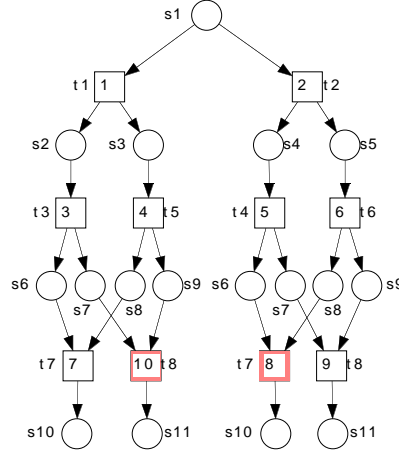 s1
t1 1 2 t2
s2 s3 s4 s5
t3 3 4 t5 t4 5 6 t6
s6 s9 s6 s9
s7 s8 s7 s8
t7 7 10 t8 t7 8 9 t8
s10 s11 s10 s11